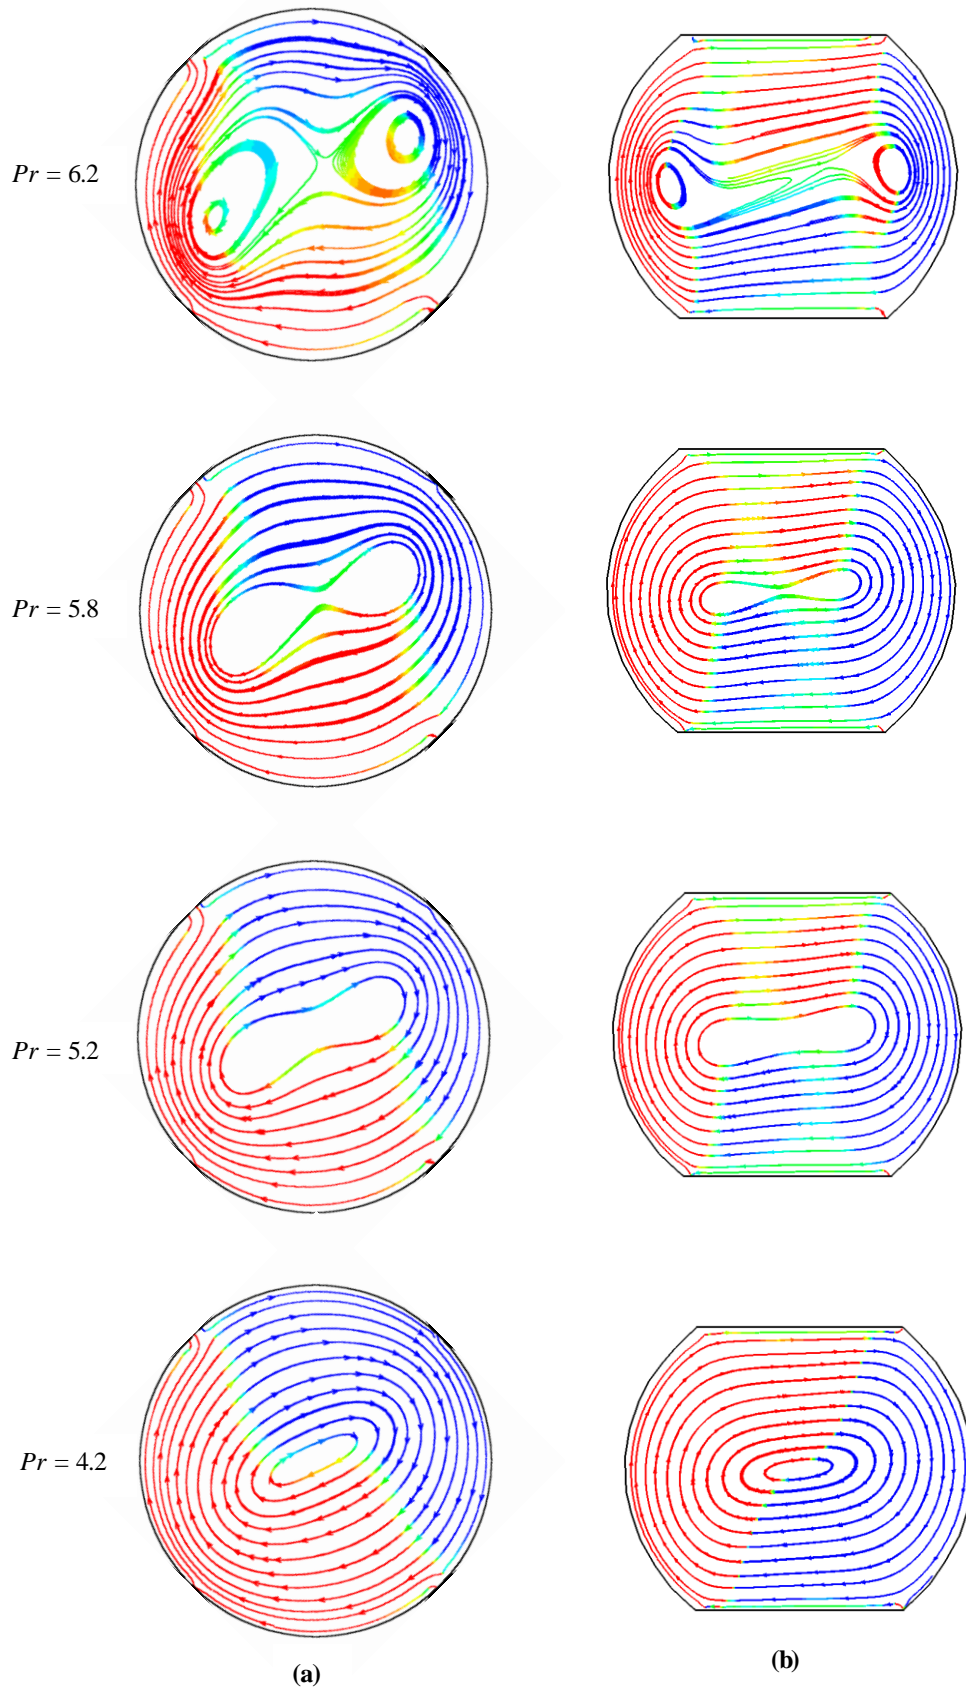 Pr = 6.2
Pr = 5.8
Pr = 5.2
Pr = 4.2
(a) (b)